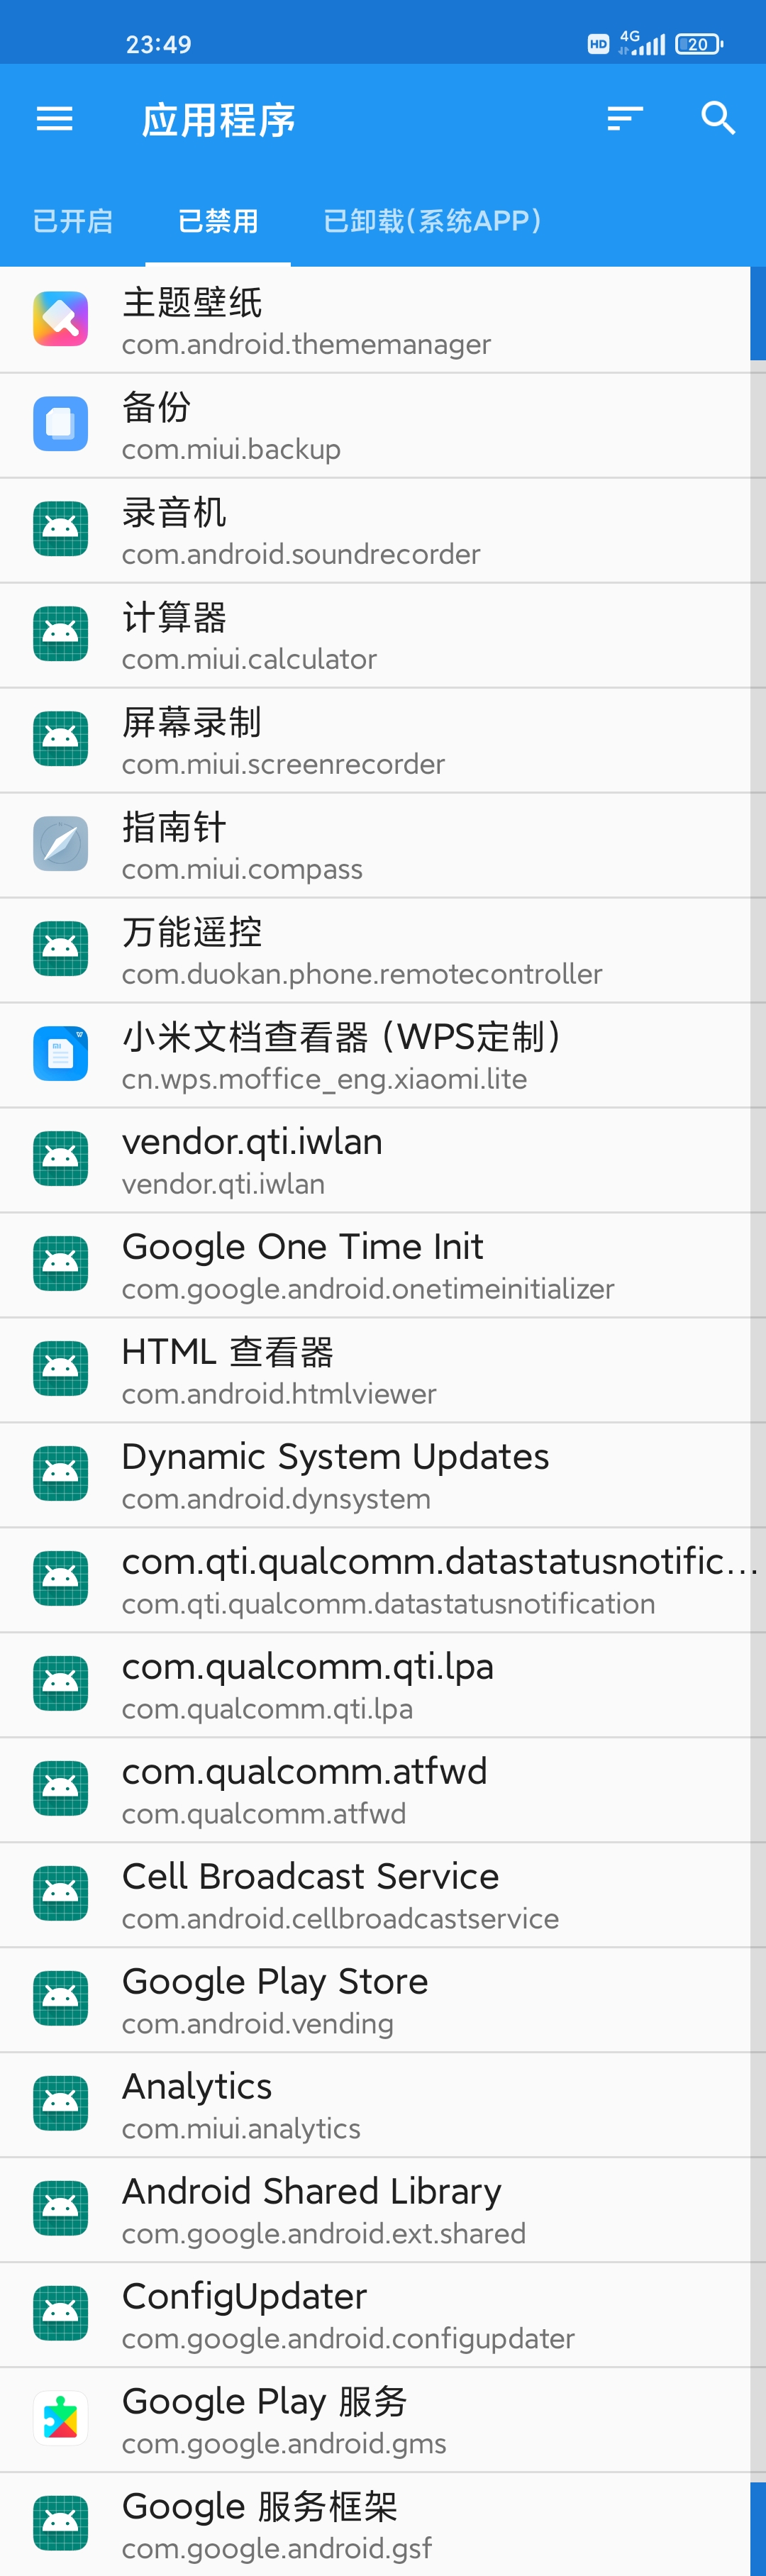 23:49
HD 4G 20
应用程序
已开启 已禁用 已卸载(系统APP)
主题壁纸
com.android.thememanager
备份
com.miui.backup
录音机
com.android.soundrecorder
计算器
com.miui.calculator
屏幕录制
com.miui.screenrecorder
指南针
com.miui.compass
万能遥控
com.duokan.phone.remotecontroller
小米文档查看器 (WPS定制)
cn.wps.moffice_eng.xiaomi.lite
vendor.qti.iwlan
vendor.qti.iwlan
Google One Time Init
com.google.android.onetimeinitializer
HTML 查看器
com.android.htmlviewer
Dynamic System Updates
com.android.dynsystem
com.qti.qualcomm.datastatusnotific...
com.qti.qualcomm.datastatusnotification
com.qualcomm.qti.lpa
com.qualcomm.qti.lpa
com.qualcomm.atfwd
com.qualcomm.atfwd
Cell Broadcast Service
com.android.cellbroadcastservice
Google Play Store
com.android.vending
Analytics
com.miui.analytics
Android Shared Library
com.google.android.ext.shared
ConfigUpdater
com.google.android.configupdater
Google Play 服务
com.google.android.gms
Google 服务框架
com.google.android.gsf